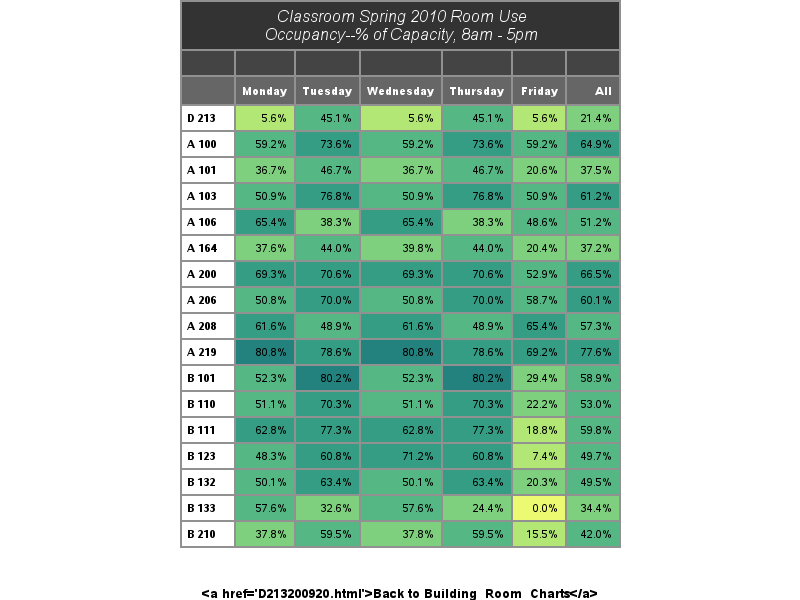 Classroom Spring 2010 Room Use
Occupancy--% of Capacity, 8am - 5pm
Monday Tuesday Wednesday Thursday Friday All
D 213 5.6% 45.1% 5.6% 45.1% 5.6% 21.4%
A 100 59.2% 73.6% 59.2% 73.6% 59.2% 64.9%
A 101 36.7% 46.7% 36.7% 46.7% 20.6% 37.5%
A 103 50.9% 76.8% 50.9% 76.8% 50.9% 61.2%
A 106 65.4% 38.3% 65.4% 38.3% 48.6% 51.2%
A 164 37.6% 44.0% 39.8% 44.0% 20.4% 37.2%
A 200 69.3% 70.6% 69.3% 70.6% 52.9% 66.5%
A 206 50.8% 70.0% 50.8% 70.0% 58.7% 60.1%
A 208 61.6% 48.9% 61.6% 48.9% 65.4% 57.3%
A 219 80.8% 78.6% 80.8% 78.6% 69.2% 77.6%
B 101 52.3% 80.2% 52.3% 80.2% 29.4% 58.9%
B 110 51.1% 70.3% 51.1% 70.3% 22.2% 53.0%
B 111 62.8% 77.3% 62.8% 77.3% 18.8% 59.8%
B 123 48.3% 60.8% 71.2% 60.8% 7.4% 49.7%
B 132 50.1% 63.4% 50.1% 63.4% 20.3% 49.5%
B 133 57.6% 32.6% 57.6% 24.4% 0.0% 34.4%
B 210 37.8% 59.5% 37.8% 59.5% 15.5% 42.0%
<a href='D213200920.html'>Back to Building_Room_Charts</a>